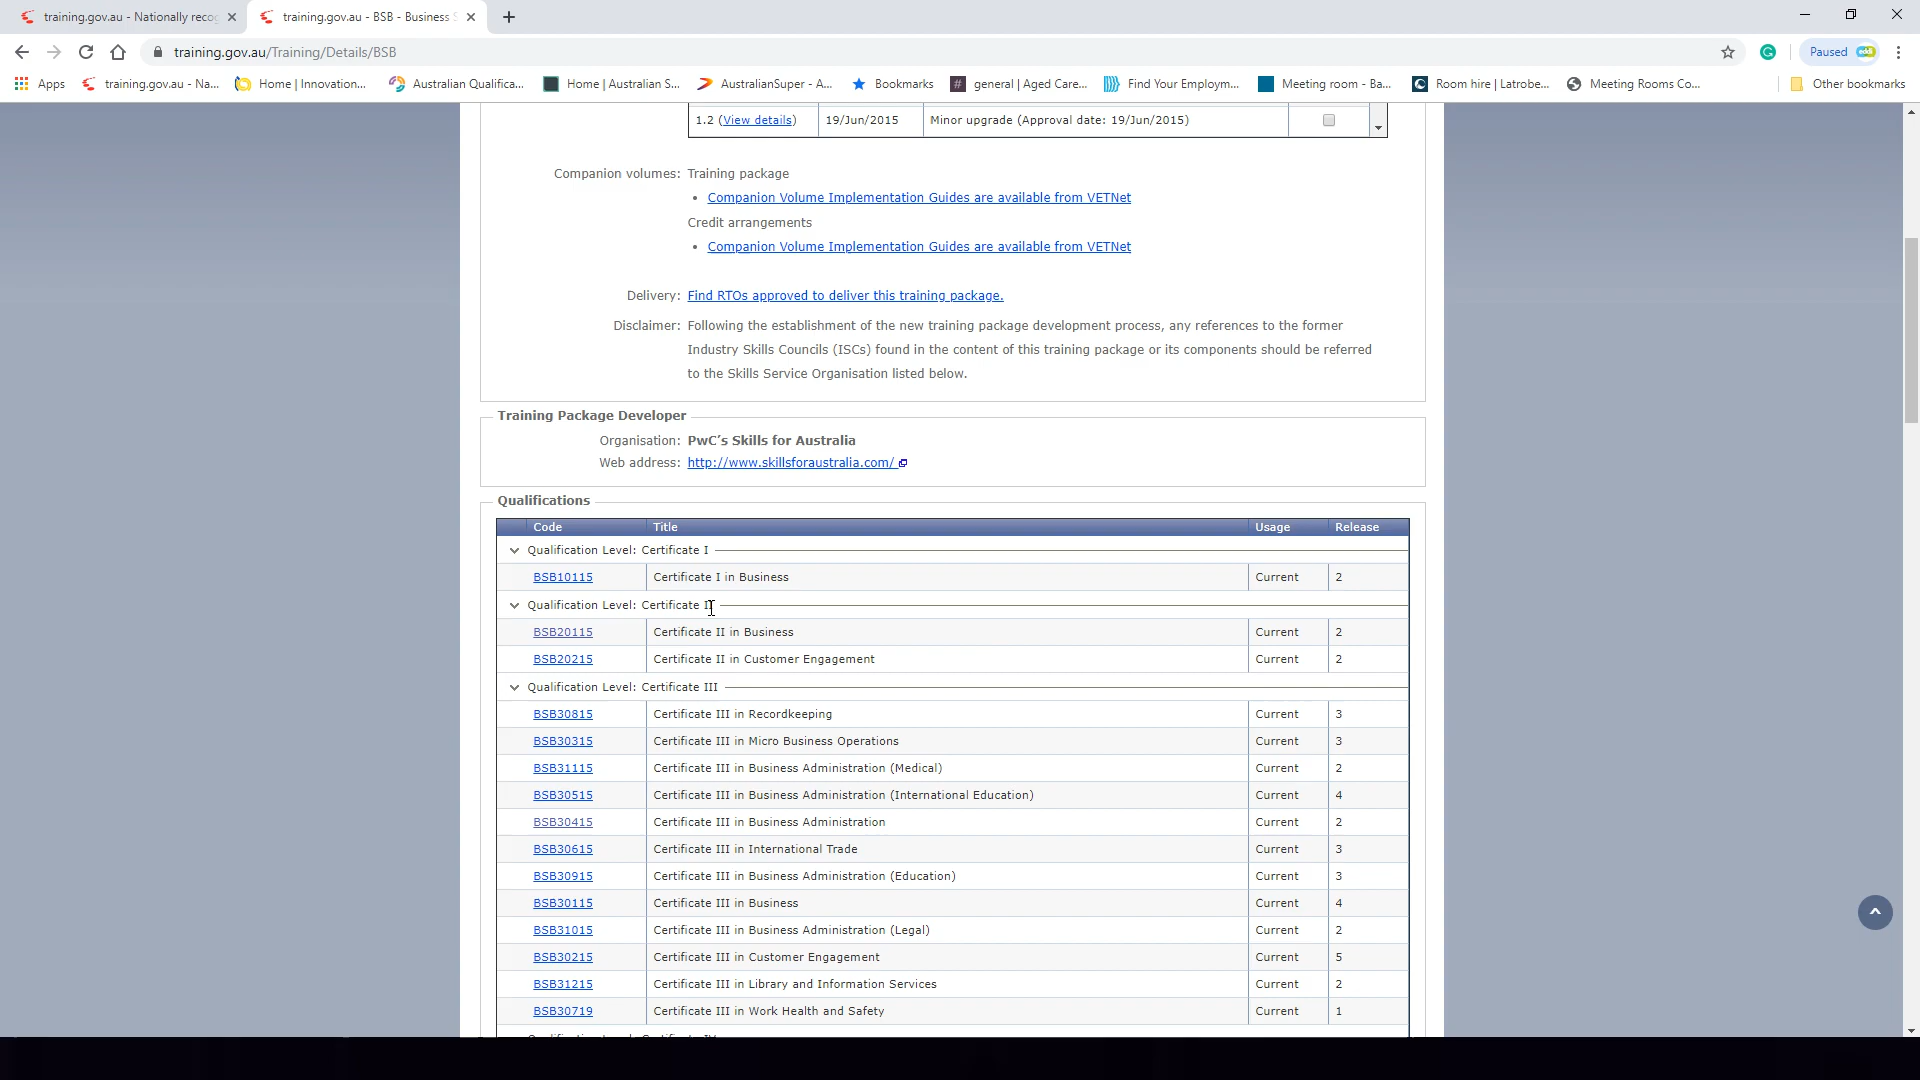 training.gov.au - Nationally recog
training.gov.au - BSB - Business S
training.gov.au/Training/Details/BSB
Paused
Apps
training.gov.au - Na...
Home | Innovation...
Australian Qualifica...
Home | Australian S...
AustralianSuper - A...
Bookmarks
general | Aged Care...
Find Your Employm...
Meeting room - Ba...
Room hire | Latrobe...
Meeting Rooms Co...
Other bookmarks
1.2 (View details) 19/Jun/2015 Minor upgrade (Approval date: 19/Jun/2015)
Companion volumes: Training package
• Companion Volume Implementation Guides are available from VETNet
Credit arrangements
• Companion Volume Implementation Guides are available from VETNet
Delivery: Find RTOs approved to deliver this training package.
Disclaimer: Following the establishment of the new training package development process, any references to the former
Industry Skills Councils (ISCs) found in the content of this training package or its components should be referred
to the Skills Service Organisation listed below.
Training Package Developer
Organisation: PwC's Skills for Australia
Web address: http://www.skillsforaustralia.com/
Qualifications
Code Title Usage Release
Qualification Level: Certificate I
BSB10115 Certificate I in Business Current 2
Qualification Level: Certificate II
BSB20115 Certificate II in Business Current 2
BSB20215 Certificate II in Customer Engagement Current 2
Qualification Level: Certificate III
BSB30815 Certificate III in Recordkeeping Current 3
BSB30315 Certificate III in Micro Business Operations Current 3
BSB31115 Certificate III in Business Administration (Medical) Current 2
BSB30515 Certificate III in Business Administration (International Education) Current 4
BSB30415 Certificate III in Business Administration Current 2
BSB30615 Certificate III in International Trade Current 3
BSB30915 Certificate III in Business Administration (Education) Current 3
BSB30115 Certificate III in Business Current 4
BSB31015 Certificate III in Business Administration (Legal) Current 2
BSB30215 Certificate III in Customer Engagement Current 5
BSB31215 Certificate III in Library and Information Services Current 2
BSB30719 Certificate III in Work Health and Safety Current 1